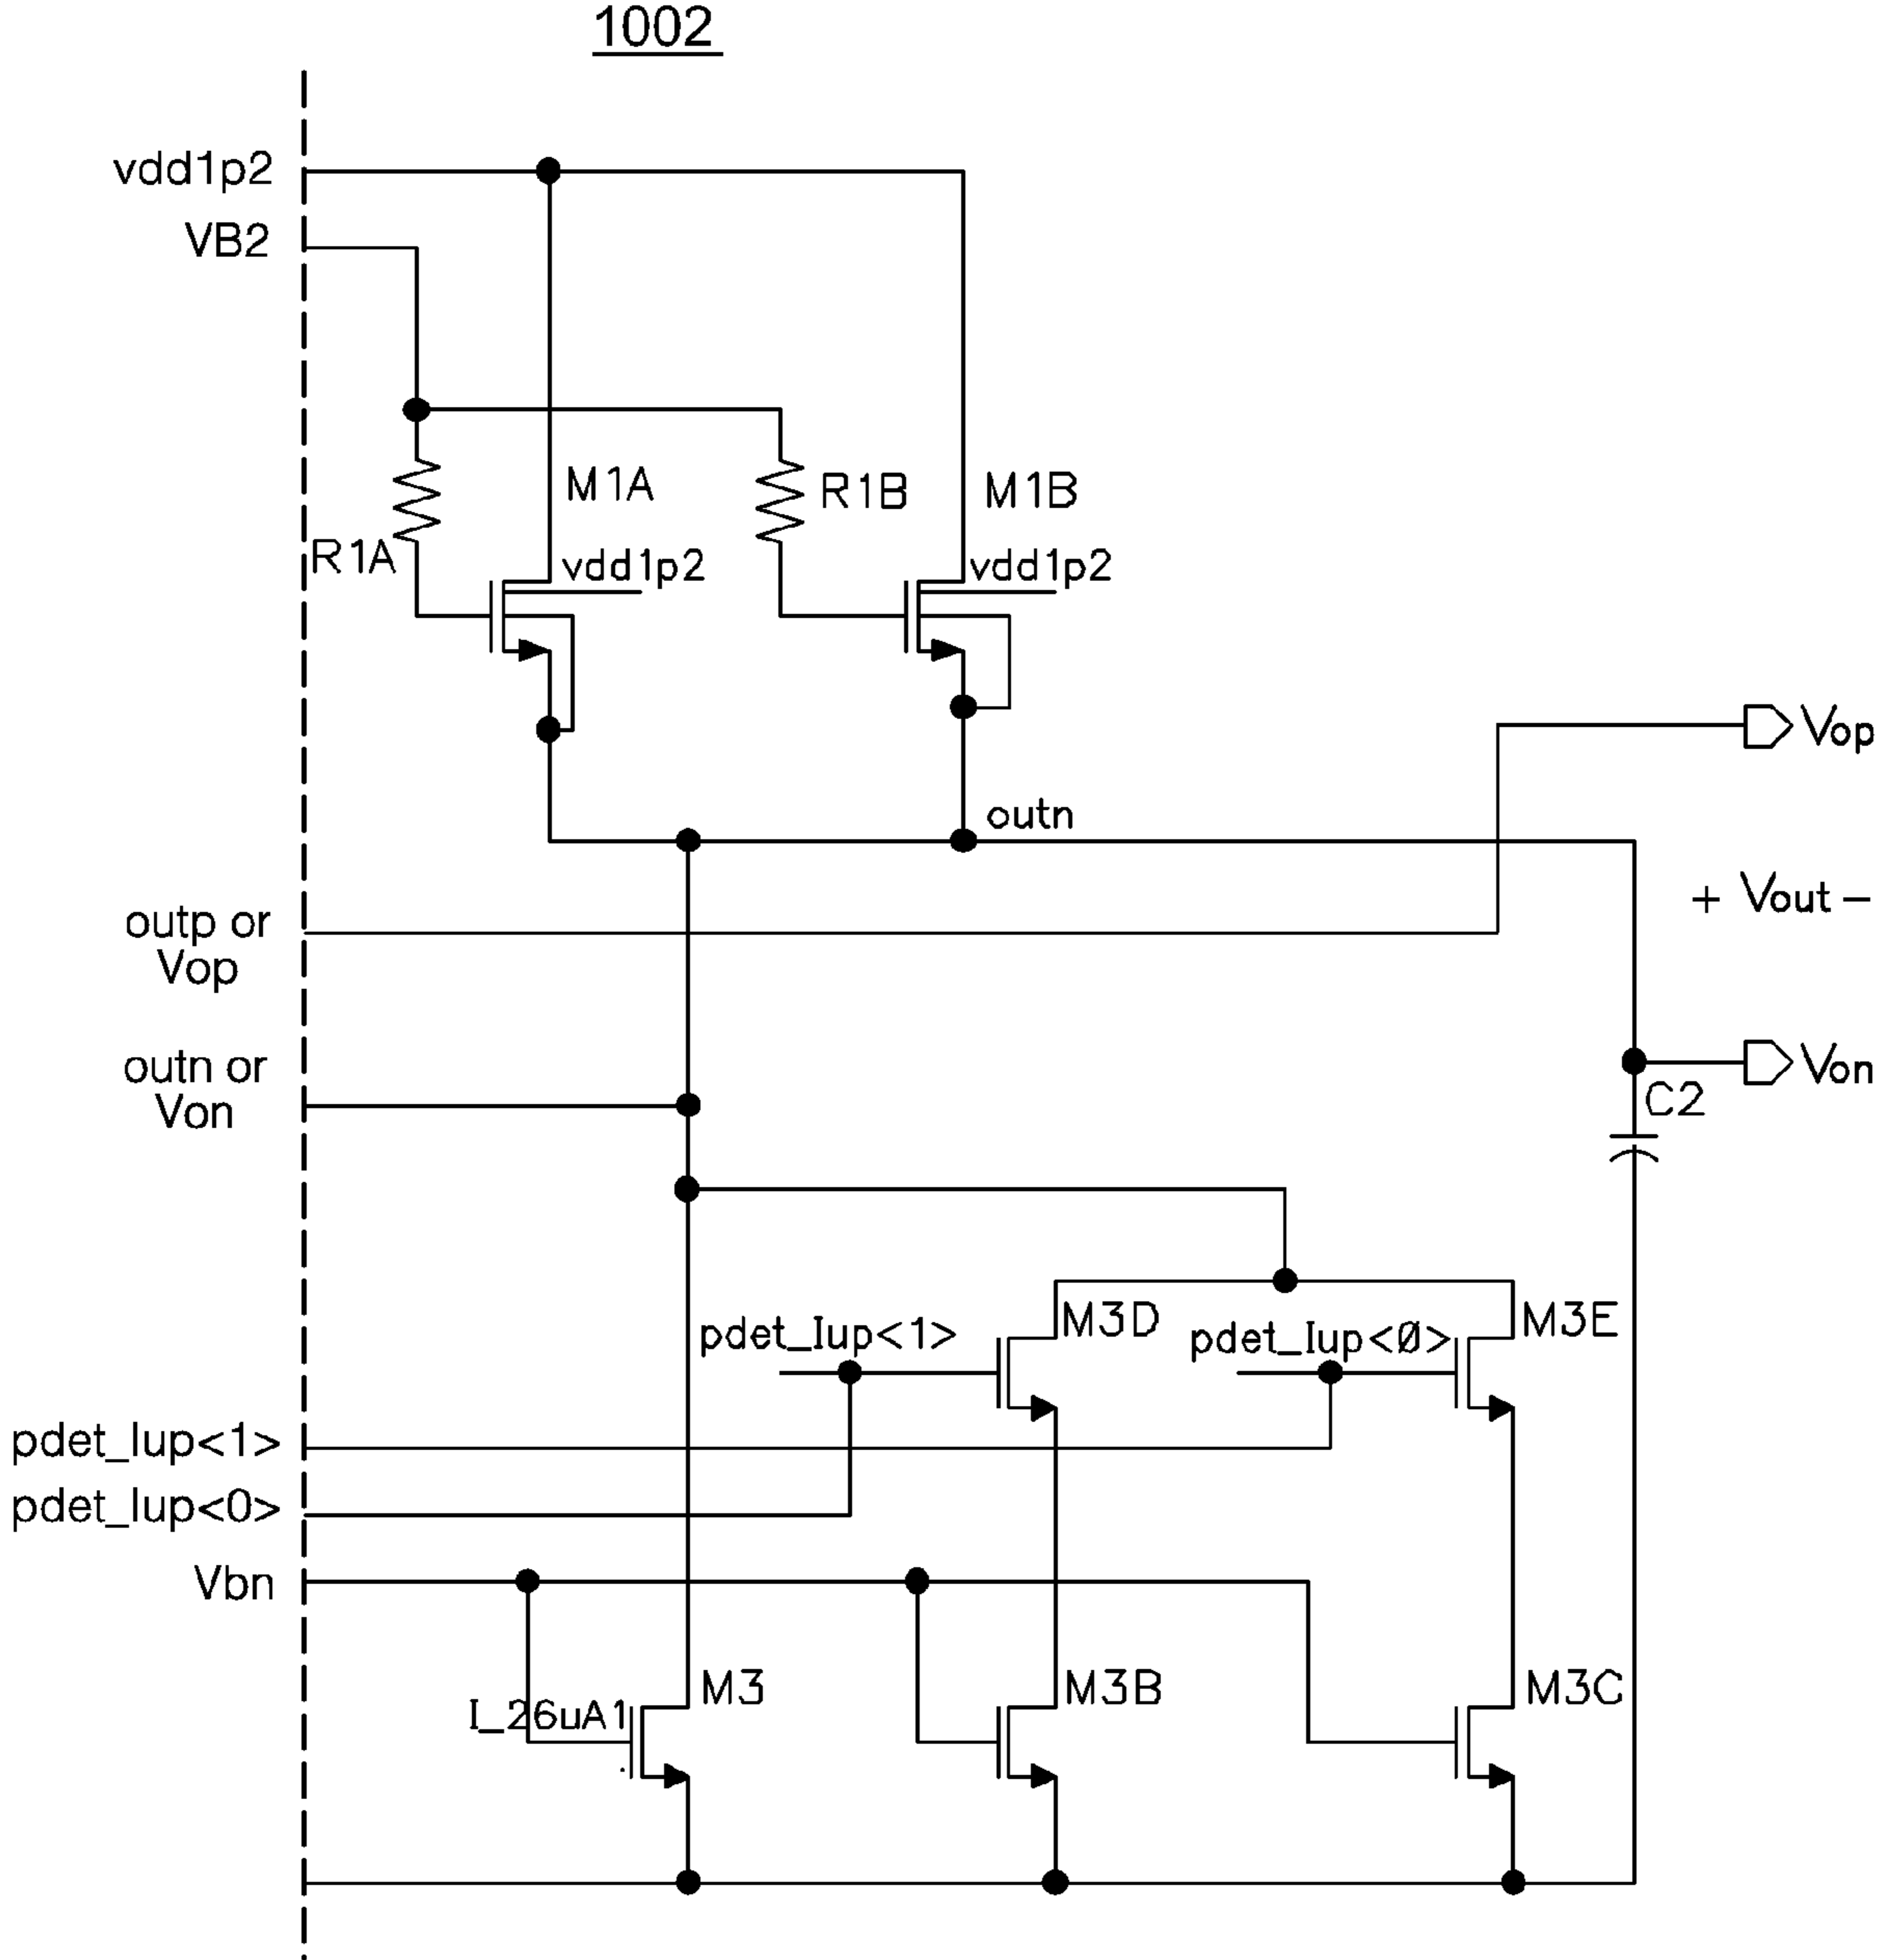 1002
vdd1p2
VB2
M1A
R1B
M1B
R1A
vdd1p2
vdd1p2
Vop
outn
+ Vout -
outp or
Vop
outn or
Von
Von
C2
M3D
M3E
pdet_Iup<1>
pdet_Iup<Ø>
pdet_Iup<1>
pdet_Iup<0>
Vbn
M3
M3B
M3C
I_26uA1